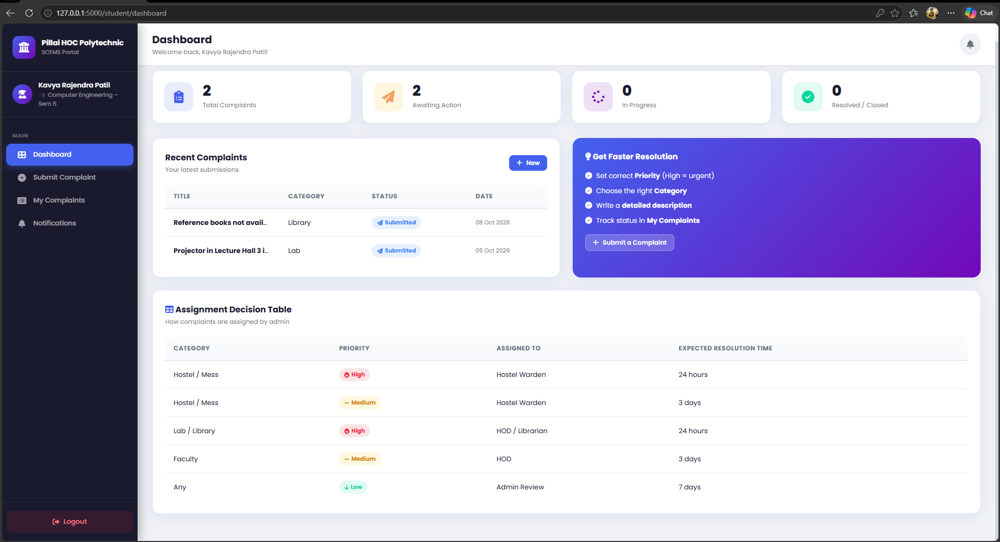 127.0.0.1:5000/student/dashboard
Chat
Pillai HOC Polytechnic
SCFMS Portal
Kavya Rajendra Patil
Computer Engineering –
Sem 5
MAIN
Dashboard
Submit Complaint
My Complaints
Notifications
Logout
Dashboard
Welcome back, Kavya Rajendra Patil!
2
Total Complaints
2
Awaiting Action
0
In Progress
0
Resolved / Closed
Recent Complaints
Your latest submissions
+ New
TITLE CATEGORY STATUS DATE
Reference books not avail... Library Submitted 08 Oct 2026
Projector in Lecture Hall 3 i... Lab Submitted 05 Oct 2026
Get Faster Resolution
Set correct Priority (High = urgent)
Choose the right Category
Write a detailed description
Track status in My Complaints
+ Submit a Complaint
Assignment Decision Table
How complaints are assigned by admin
CATEGORY PRIORITY ASSIGNED TO EXPECTED RESOLUTION TIME
Hostel / Mess High Hostel Warden 24 hours
Hostel / Mess Medium Hostel Warden 3 days
Lab / Library High HOD / Librarian 24 hours
Faculty Medium HOD 3 days
Any Low Admin Review 7 days